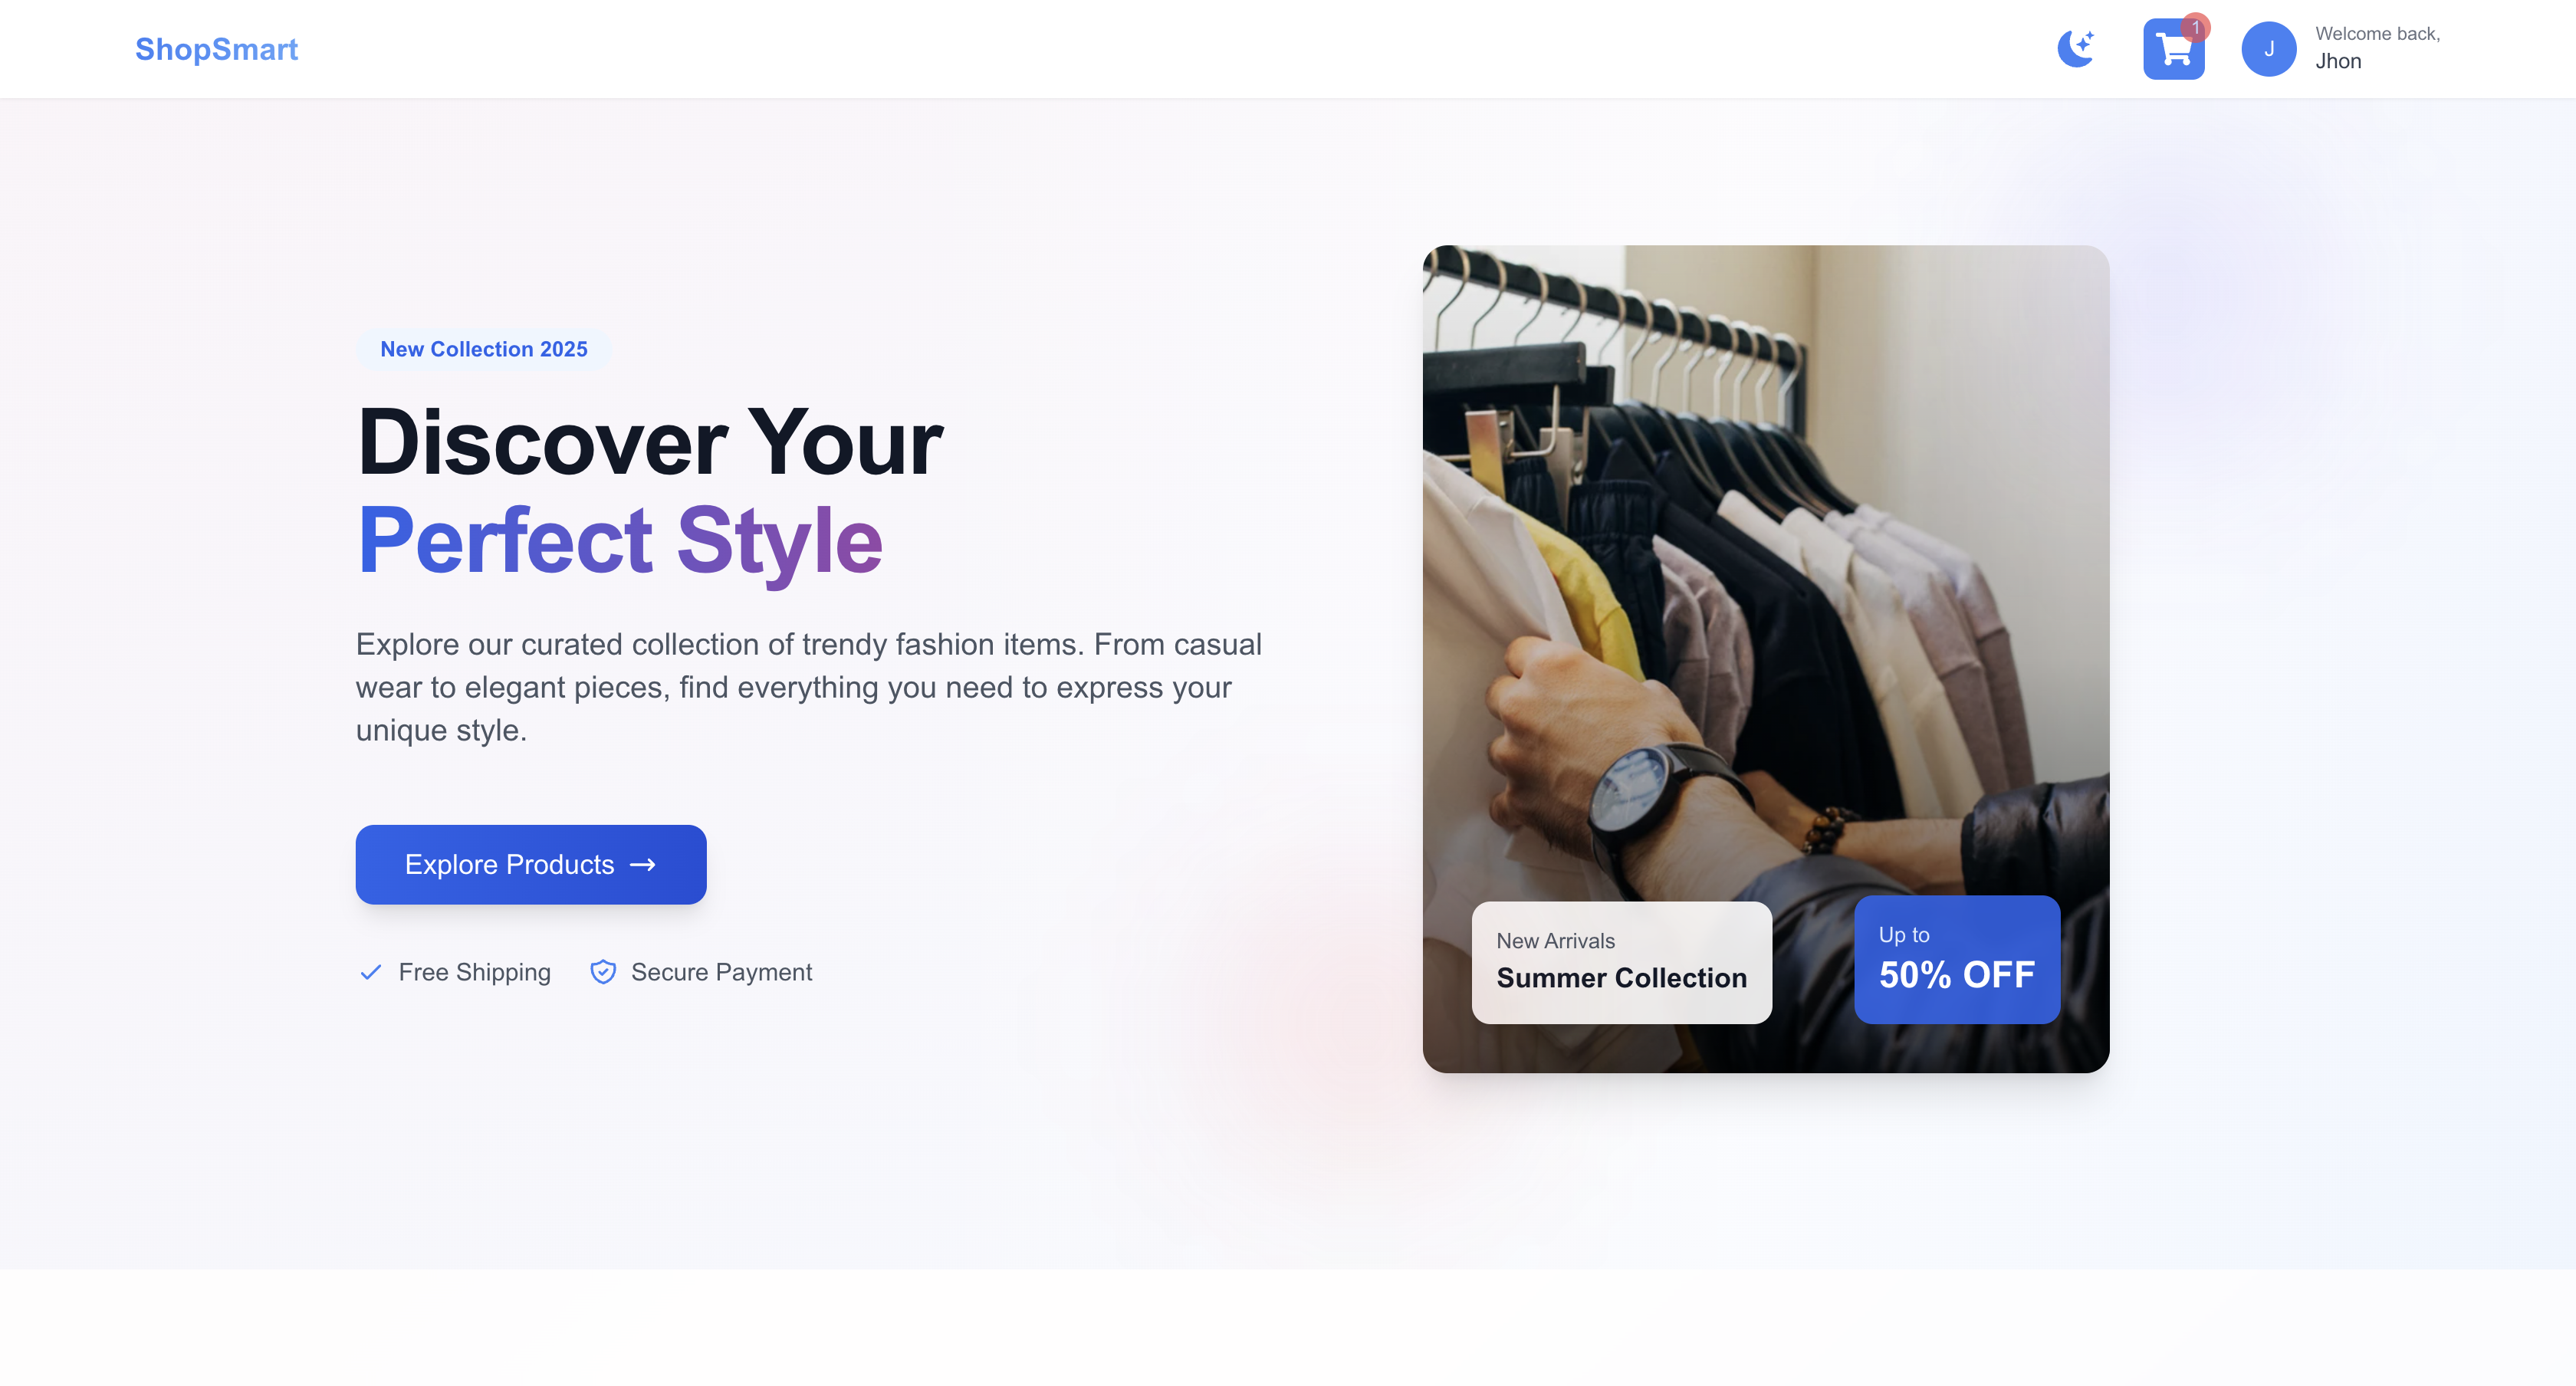 ShopSmart
1
J
Welcome back,
Jhon
New Collection 2025
Discover Your
Perfect Style
Explore our curated collection of trendy fashion items. From casual
wear to elegant pieces, find everything you need to express your
unique style.
Explore Products →
Free Shipping
Secure Payment
New Arrivals
Summer Collection
Up to
50% OFF